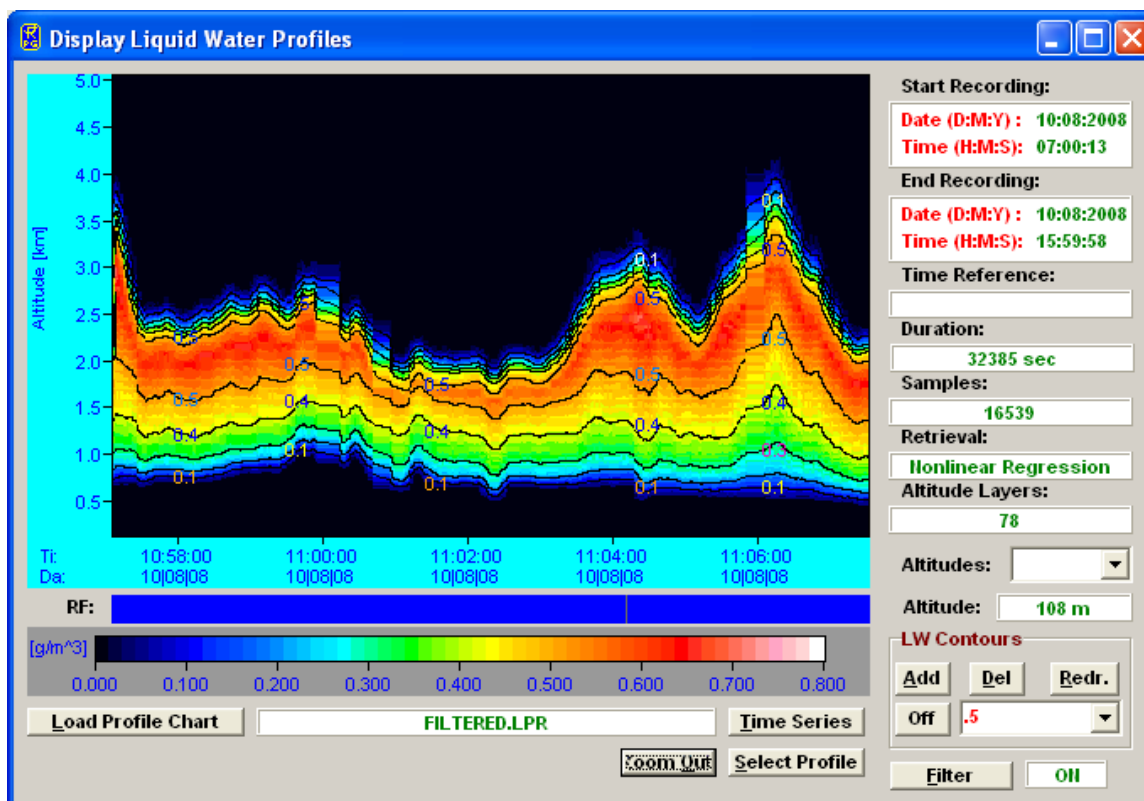 Display Liquid Water Profiles
5.0
4.5
4.0
3.5
3.0
2.5
2.0
1.5
1.0
0.5
Altitude [km]
0.1
0.5
0.5
0.1
0.5
0.5
0.5
0.5
0.5
0.5
0.5
0.4
0.4
0.4
0.4
0.4
0.3
0.1
0.1
0.1
0.1
0.1
Ti: 10:58:00 11:00:00 11:02:00 11:04:00 11:06:00
Da: 10|08|08 10|08|08 10|08|08 10|08|08 10|08|08
RF:
[g/m^3]
0.000 0.100 0.200 0.300 0.400 0.500 0.600 0.700 0.800
Load Profile Chart FILTERED.LPR Time Series
Zoom Out Select Profile
Start Recording:
Date (D:M:Y) : 10:08:2008
Time (H:M:S): 07:00:13
End Recording:
Date (D:M:Y) : 10:08:2008
Time (H:M:S): 15:59:58
Time Reference:
Duration:
32385 sec
Samples:
16539
Retrieval:
Nonlinear Regression
Altitude Layers:
78
Altitudes:
Altitude: 108 m
LW Contours
Add Del Redr.
Off .5
Filter ON